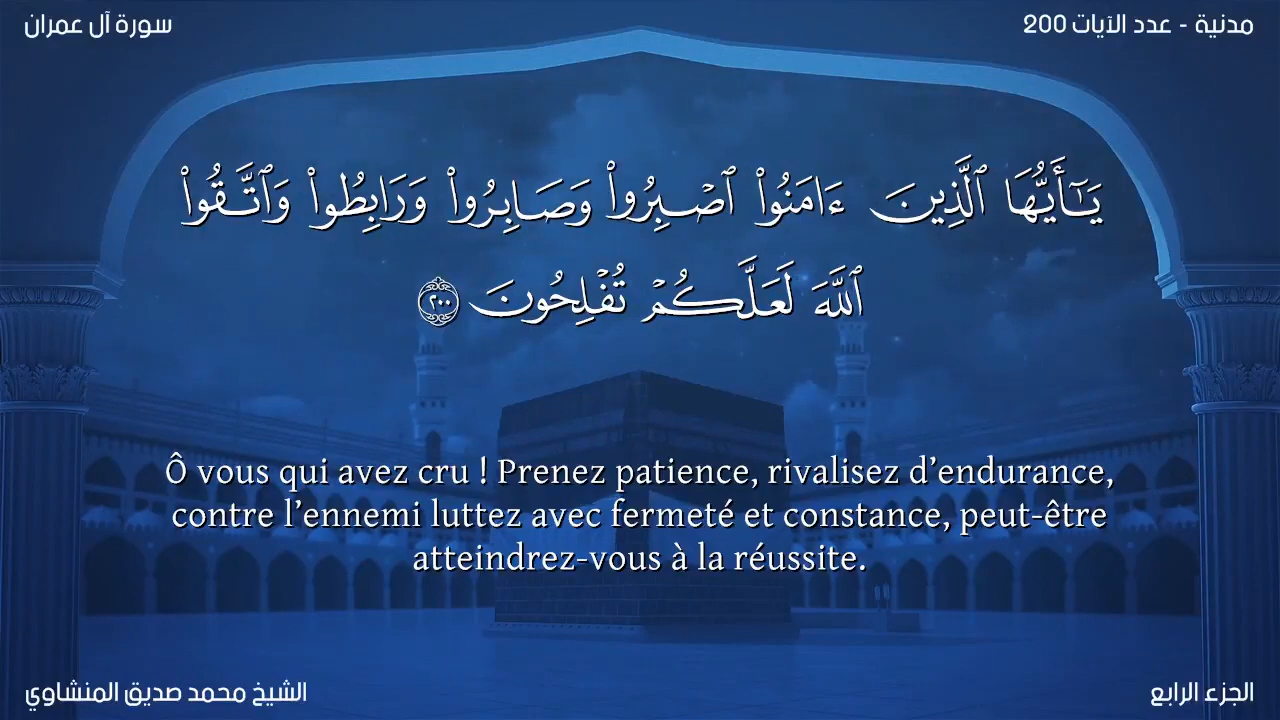 سورة آل عمران
مدنية - عدد الآيات 200
يَـٰٓأَيُّهَا ٱلَّذِينَ ءَامَنُوا۟ ٱصْبِرُوا۟ وَصَابِرُوا۟ وَرَابِطُوا۟ وَٱتَّقُوا۟
ٱللَّهَ لَعَلَّكُمْ تُفْلِحُونَ ٢٠٠
Ô vous qui avez cru ! Prenez patience, rivalisez d’endurance,
contre l’ennemi luttez avec fermeté et constance, peut-être
atteindrez-vous à la réussite.
الشيخ محمد صديق المنشاوي
الجزء الرابع